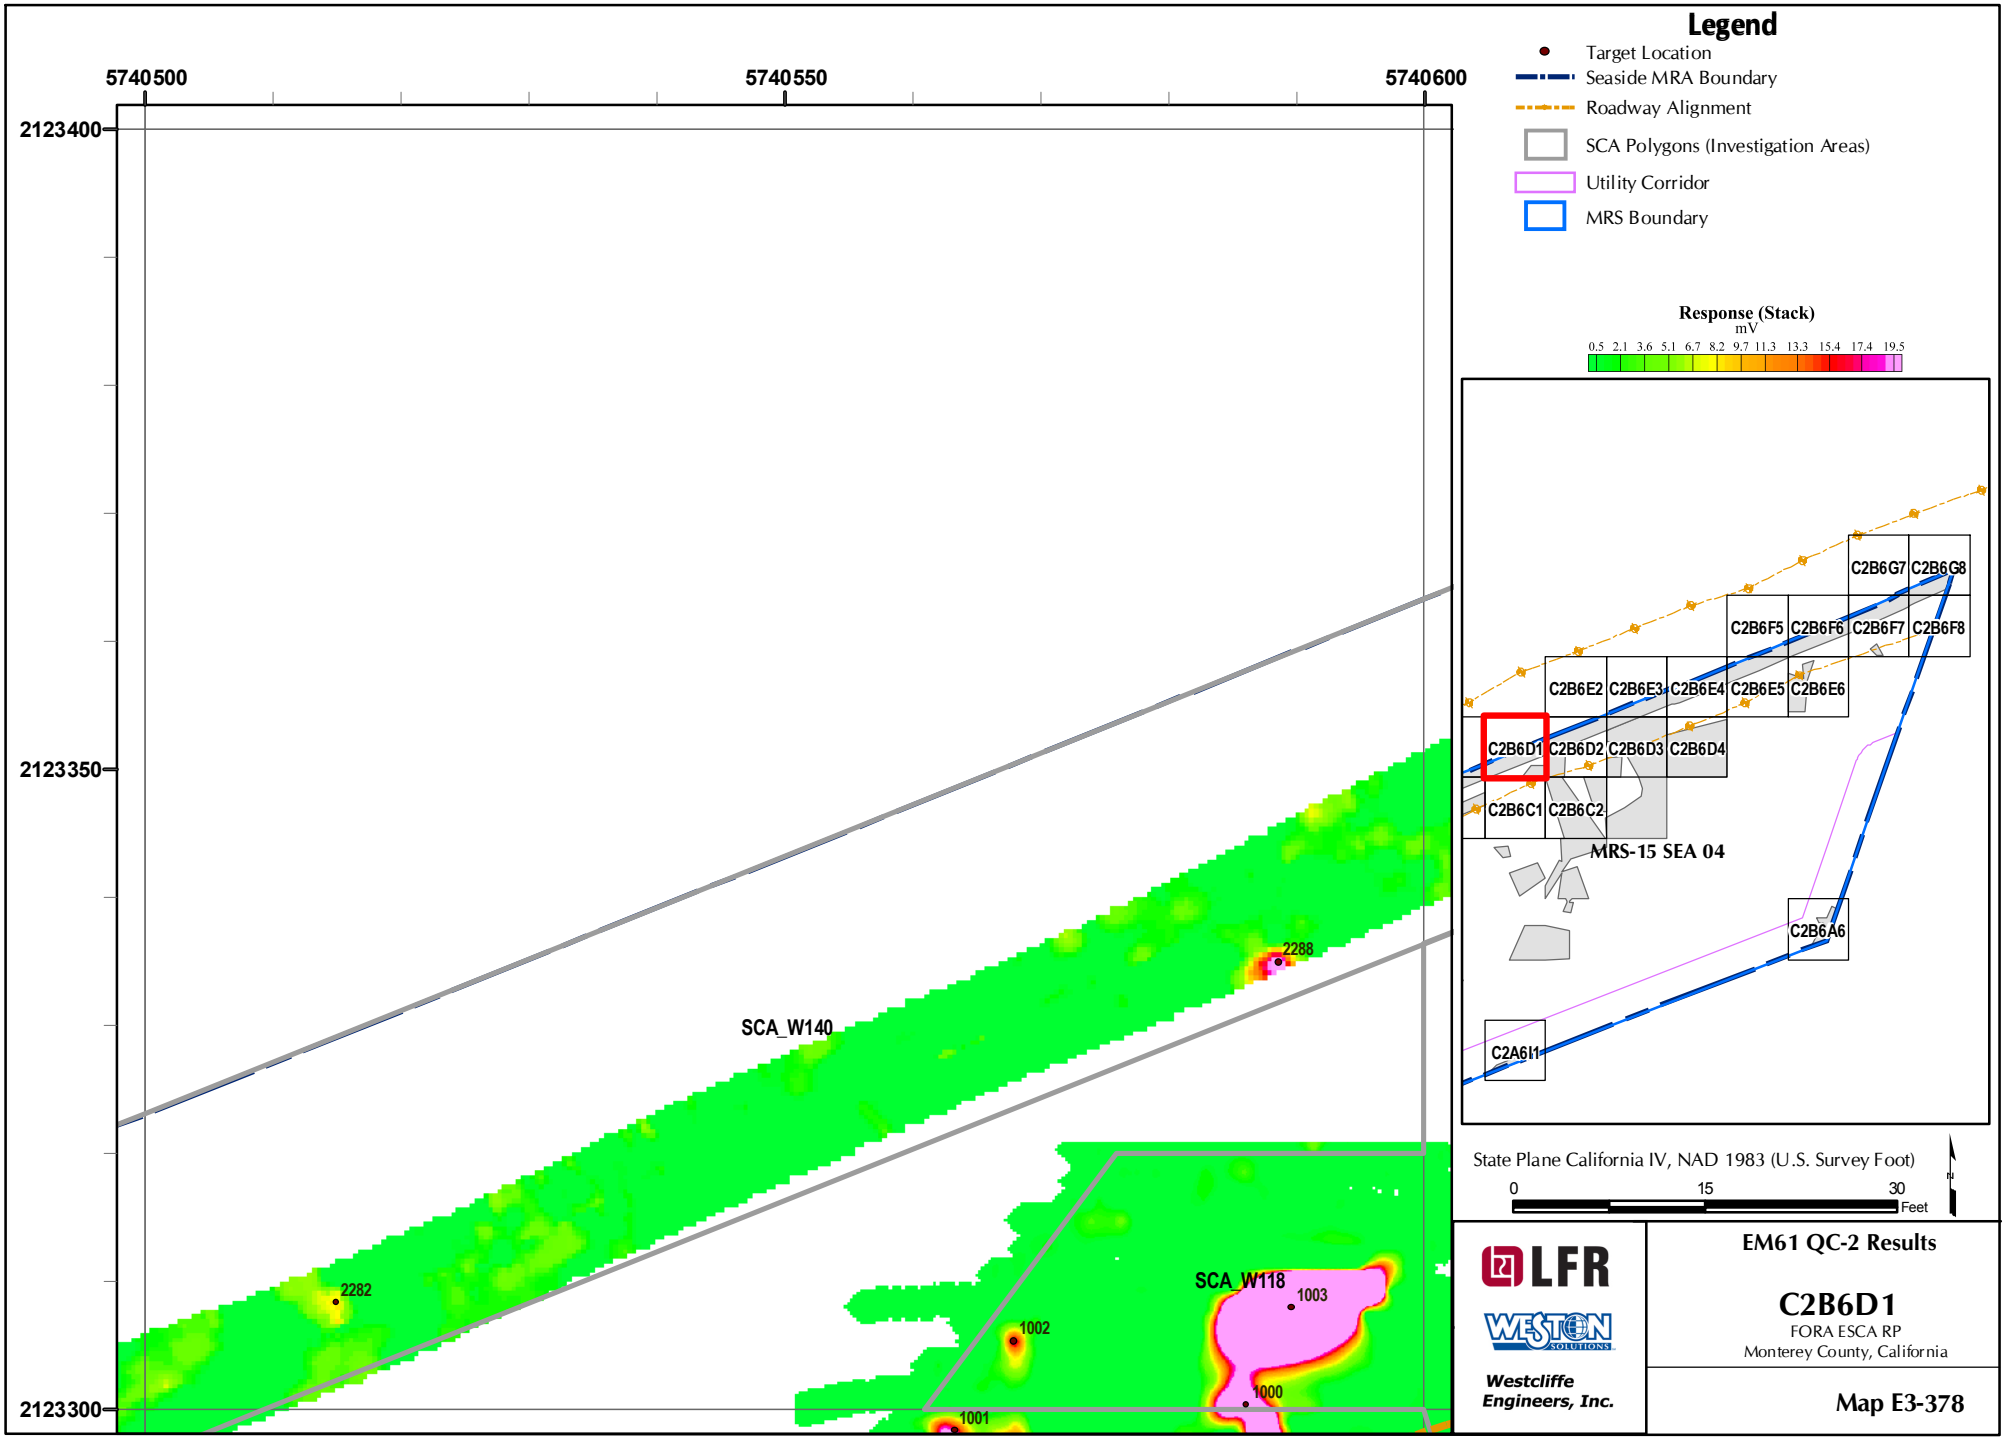 Legend
Target Location
Seaside MRA Boundary
Roadway Alignment
SCA Polygons (Investigation Areas)
Utility Corridor
MRS Boundary
5740500 5740550 5740600
2123400
2123350
2123300
Response (Stack)
mV
0.5 2.1 3.6 5.1 6.7 8.2 9.7 11.3 13.3 15.4 17.4 19.5
2288
SCA_W140
2282
SCA_W118
1003
1002
1000
1001
C2B6G7 C2B6G8
C2B6F5 C2B6F6 C2B6F7 C2B6F8
C2B6E2 C2B6E3 C2B6E4 C2B6E5 C2B6E6
C2B6D1 C2B6D2 C2B6D3 C2B6D4
C2B6C1 C2B6C2
MRS-15 SEA 04
C2B6A6
C2A6I1
State Plane California IV, NAD 1983 (U.S. Survey Foot)
N
0 15 30
Feet
LFR
WESTON
SOLUTIONS
Westcliffe
Engineers, Inc.
EM61 QC-2 Results
C2B6D1
FORA ESCA RP
Monterey County, California
Map E3-378